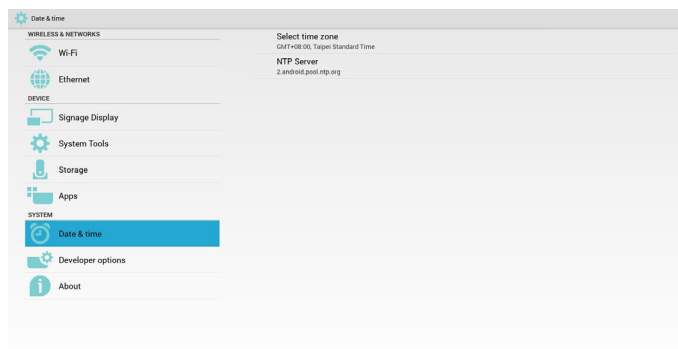 Date & time
WIRELESS & NETWORKS
Wi-Fi
Ethernet
DEVICE
Signage Display
System Tools
Storage
Apps
SYSTEM
Date & time
Developer options
About
Select time zone
GMT+08:00, Taipei Standard Time
NTP Server
2.android.pool.ntp.org